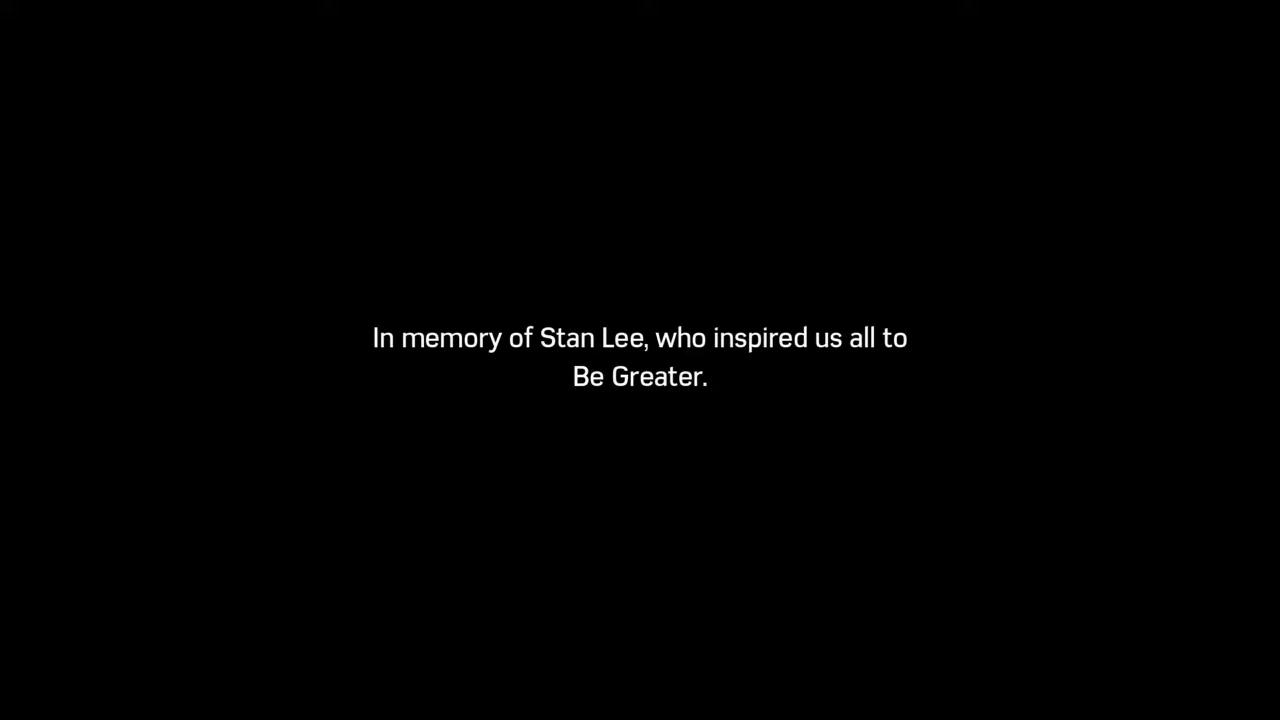 In memory of Stan Lee, who inspired us all to
Be Greater.